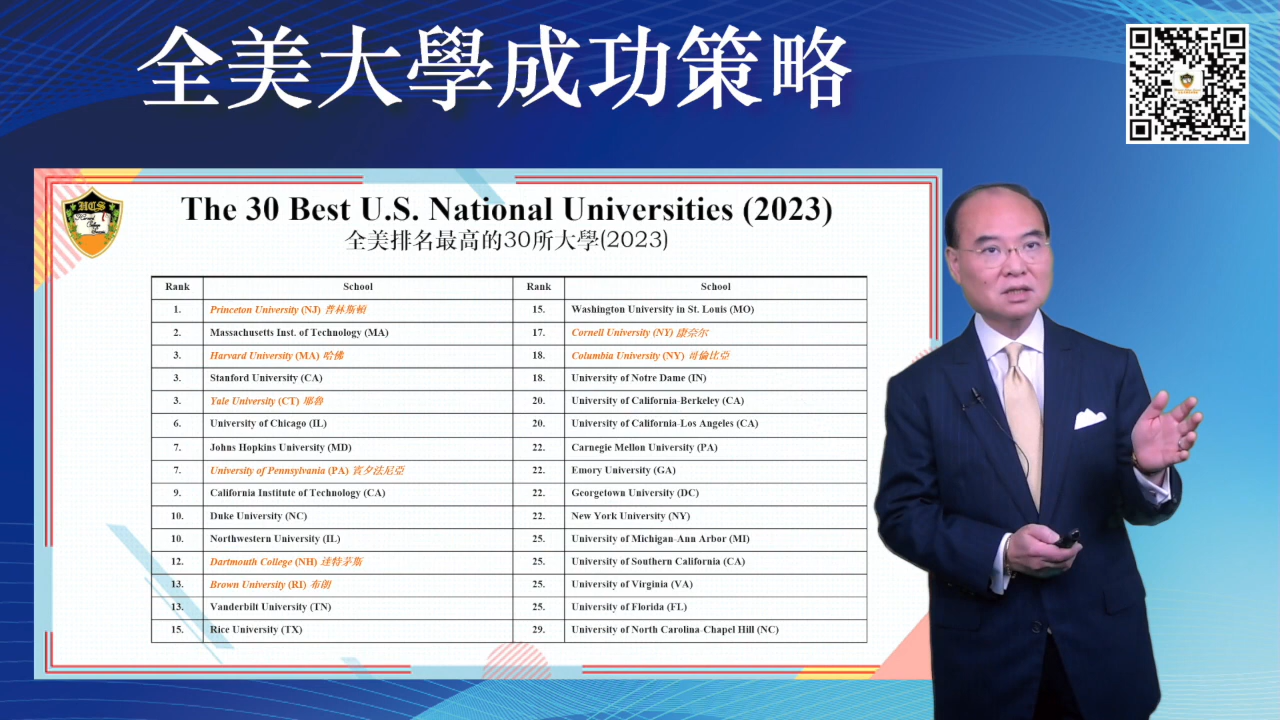 全美大學成功策略
HCS
The 30 Best U.S. National Universities (2023)
全美排名最高的30所大學(2023)
Rank School Rank School
1. Princeton University (NJ) 普林斯頓 15. Washington University in St. Louis (MO)
2. Massachusetts Inst. of Technology (MA) 17. Cornell University (NY) 康奈尔
3. Harvard University (MA) 哈佛 18. Columbia University (NY) 哥倫比亞
3. Stanford University (CA) 18. University of Notre Dame (IN)
3. Yale University (CT) 耶魯 20. University of California-Berkeley (CA)
6. University of Chicago (IL) 20. University of California-Los Angeles (CA)
7. Johns Hopkins University (MD) 22. Carnegie Mellon University (PA)
7. University of Pennsylvania (PA) 賓夕法尼亞 22. Emory University (GA)
9. California Institute of Technology (CA) 22. Georgetown University (DC)
10. Duke University (NC) 22. New York University (NY)
10. Northwestern University (IL) 25. University of Michigan-Ann Arbor (MI)
12. Dartmouth College (NH) 达特茅斯 25. University of Southern California (CA)
13. Brown University (RI) 布朗 25. University of Virginia (VA)
13. Vanderbilt University (TN) 25. University of Florida (FL)
15. Rice University (TX) 29. University of North Carolina-Chapel Hill (NC)